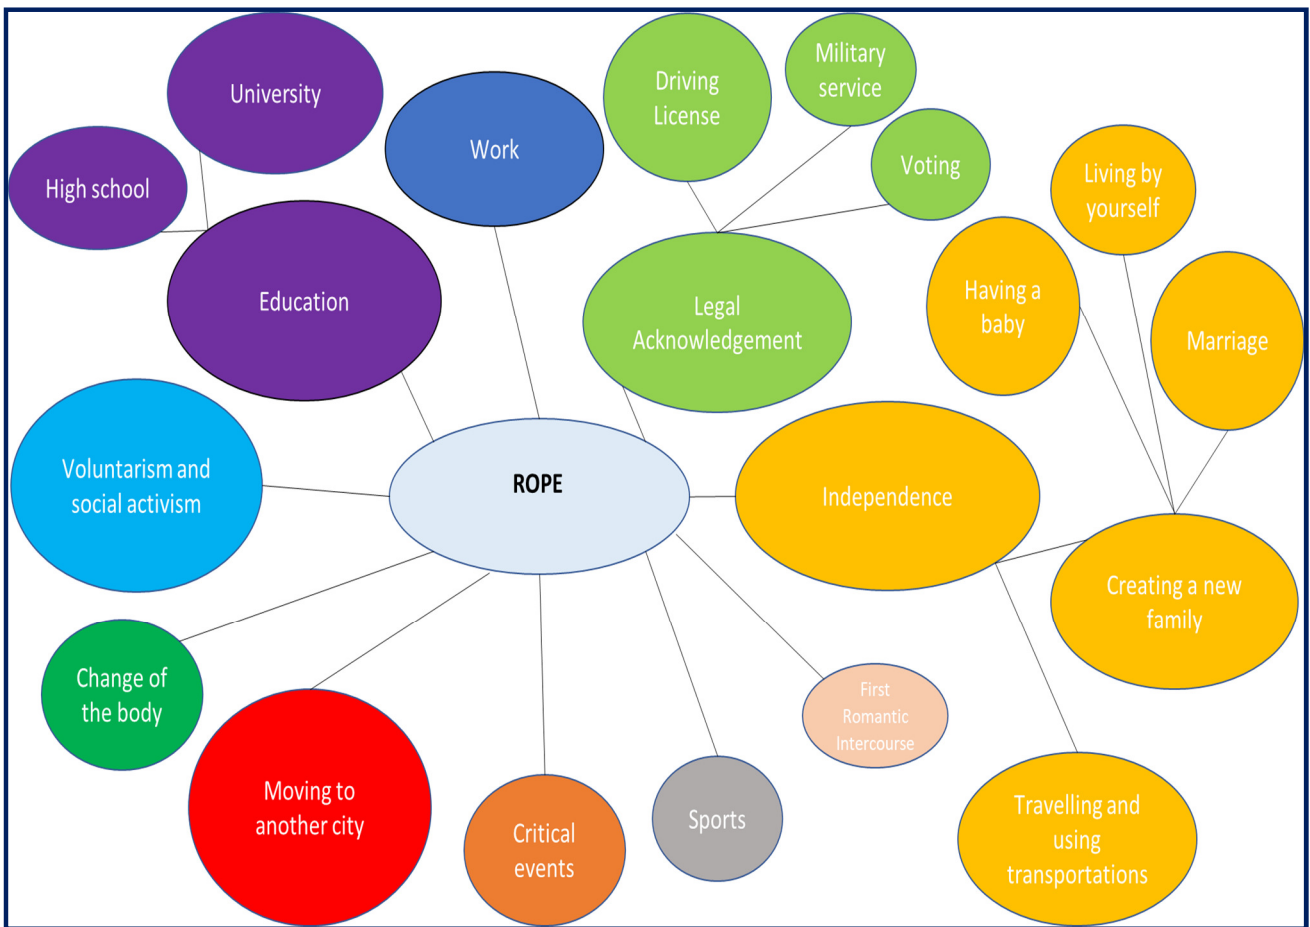 University
High school
Education
Work
Driving
License
Military
service
Voting
Legal
Acknowledgement
Living by
yourself
Having a
baby
Marriage
Voluntarism and
social activism
ROPE
Independence
Creating a new
family
Change of
the body
Moving to
another city
Critical
events
Sports
First
Romantic
Intercourse
Travelling and
using
transportations